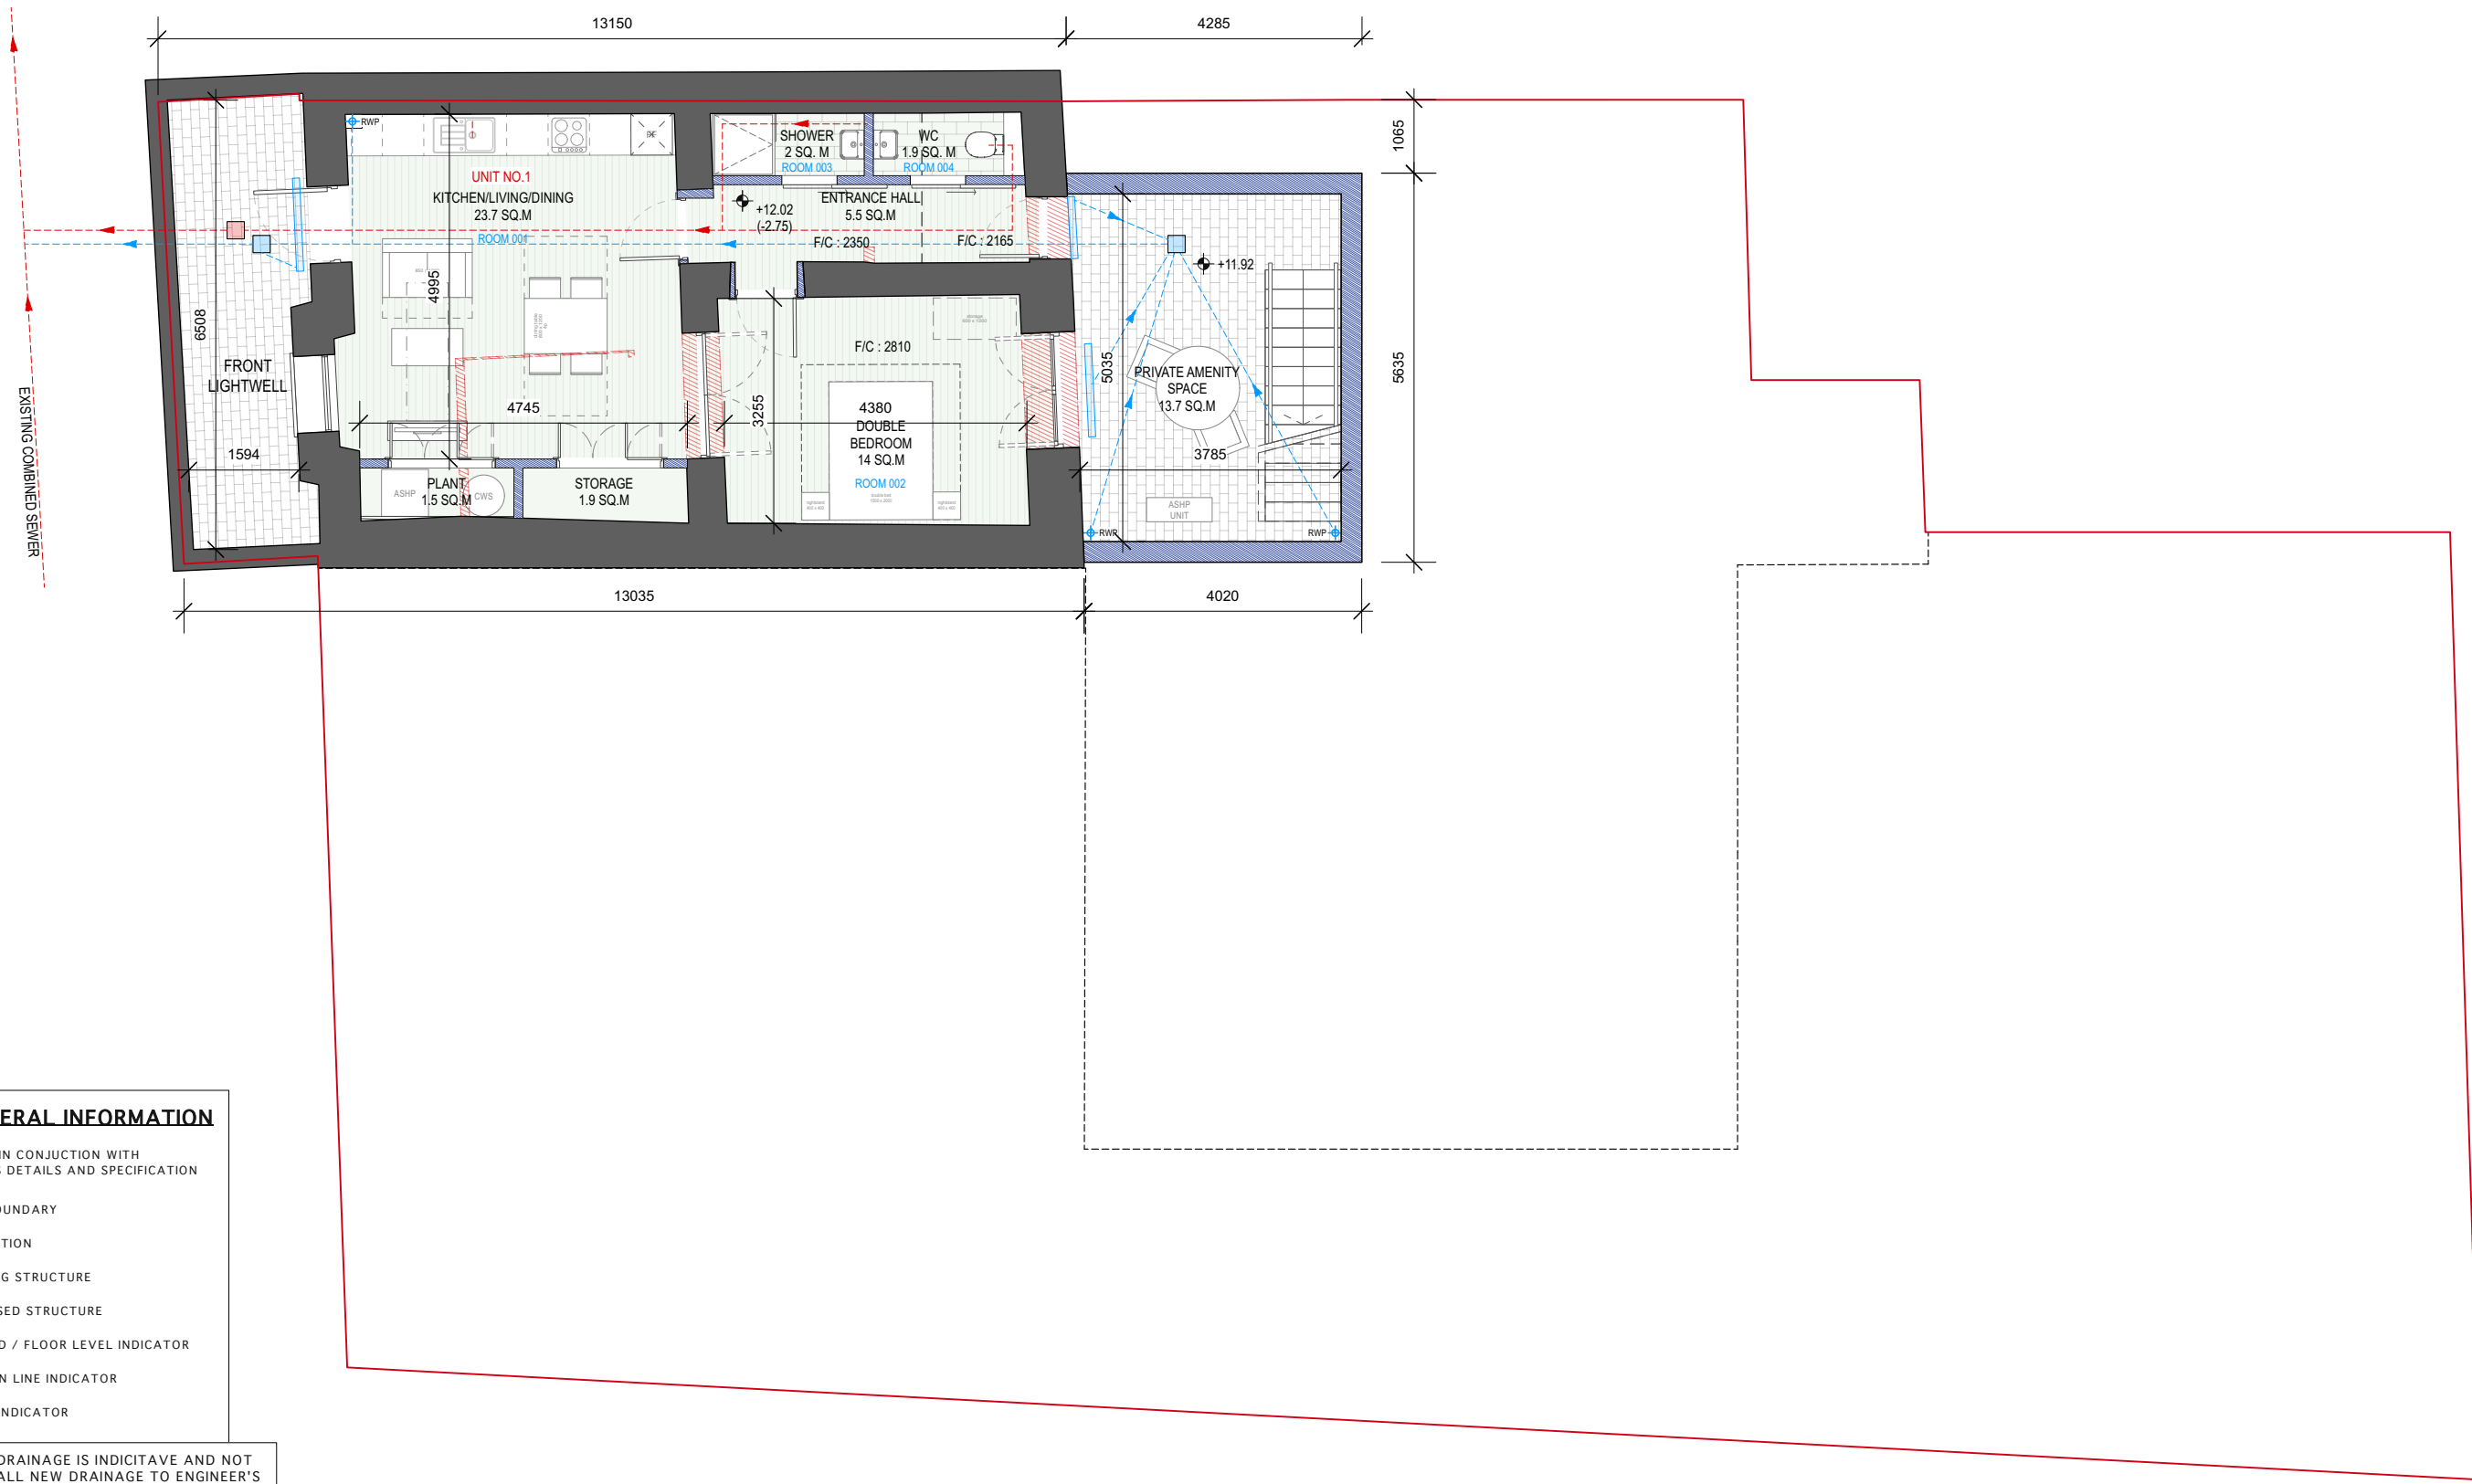 13150
4285
1065
RWP
SHOWER
2 SQ. M
ROOM 003
WC
1.9 SQ. M
ROOM 004
UNIT NO.1
KITCHEN/LIVING/DINING
23.7 SQ.M
ROOM 001
+12.02
(-2.75)
ENTRANCE HALL
5.5 SQ.M
F/C : 2350
F/C : 2165
+11.92
4995
6508
FRONT
LIGHTWELL
EXISTING COMBINED SEWER
1594
4745
3255
F/C : 2810
4380
DOUBLE
BEDROOM
14 SQ.M
ROOM 002
5035
PRIVATE AMENITY
SPACE
13.7 SQ.M
3785
5635
ASHP
PLANT
1.5 SQ.M
CWS
STORAGE
1.9 SQ.M
ASHP
UNIT
RWP
RWP
13035
4020
ERAL INFORMATION
IN CONJUCTION WITH
S DETAILS AND SPECIFICATION
OUNDARY
TION
G STRUCTURE
SED STRUCTURE
D / FLOOR LEVEL INDICATOR
N LINE INDICATOR
NDICATOR
DRAINAGE IS INDICITAVE AND NOT
ALL NEW DRAINAGE TO ENGINEER'S